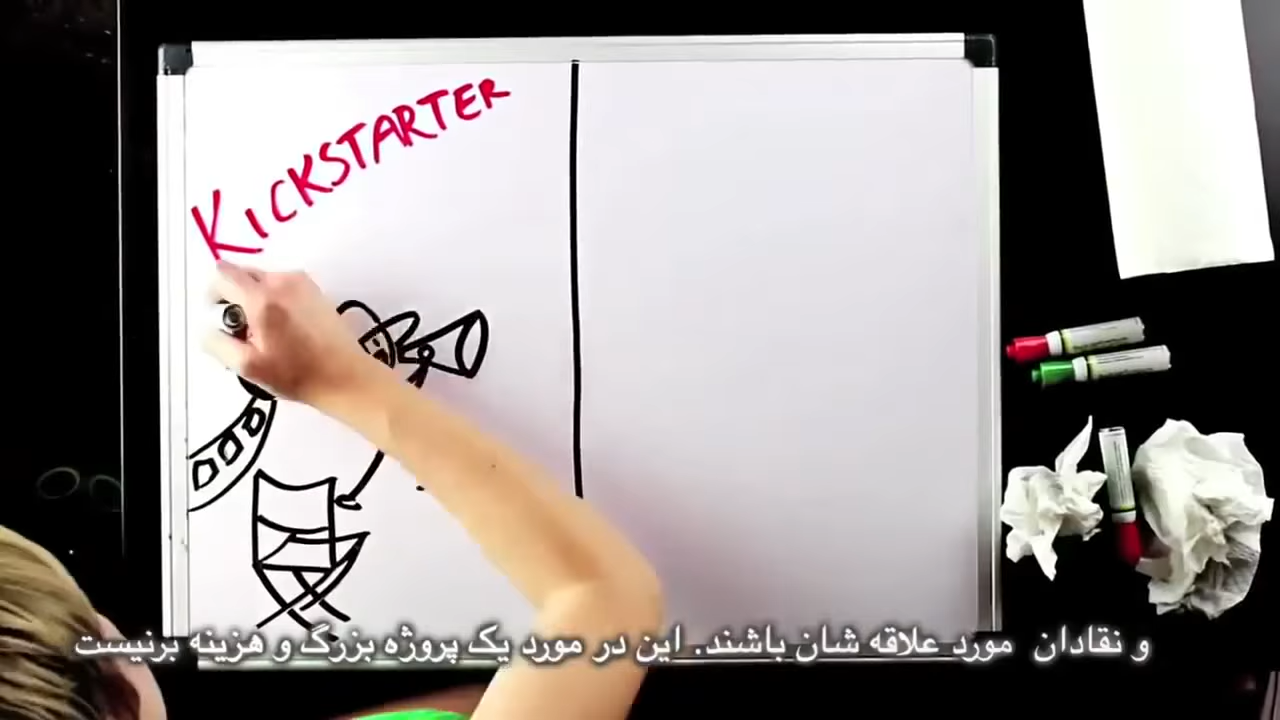 KICKSTARTER
و نقادان مورد علاقه شان باشند. این در مورد یک پروژه بزرگ و هزینه برنیست